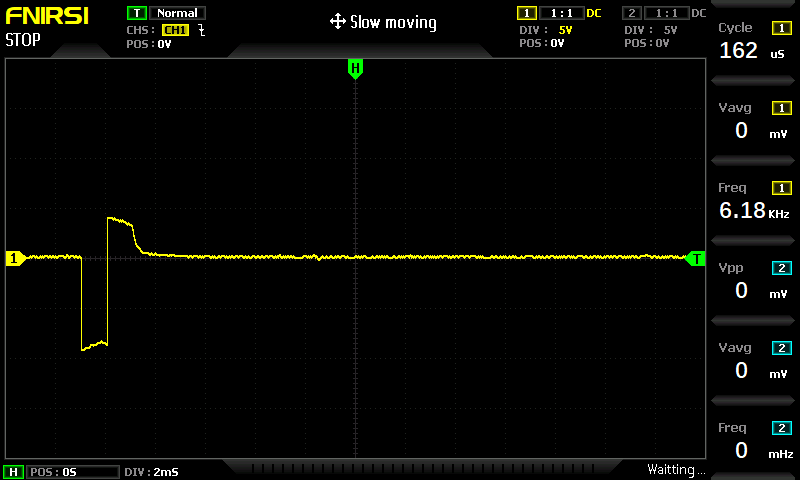 FNIRSI
STOP
T Normal
CHS: CH1
POS: 0V
Slow moving
1 1:1 DC
DIV: 5V
POS: 0V
2 1:1 DC
DIV: 5V
POS: 0V
H
1
T
Cycle 1
162 uS
Vavg 1
0 mV
Freq 1
6.18 KHz
Vpp 2
0 mV
Vavg 2
0 mV
Freq 2
0 mHz
H POS: 0S DIV: 2mS
Waitting...